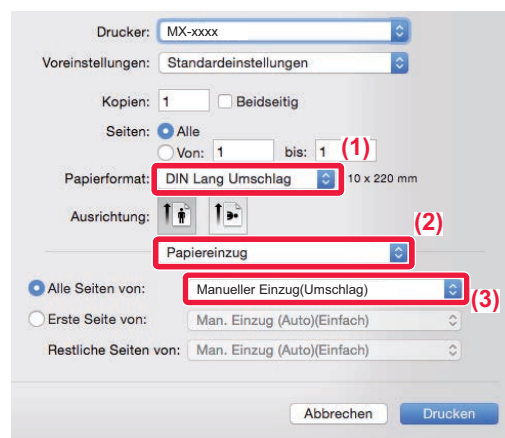 Drucker: MX-xxxx
Voreinstellungen: Standardeinstellungen
Kopien: 1 Beidseitig
Seiten: Alle
Von: 1 bis: 1 (1)
Papierformat: DIN Lang Umschlag 10 x 220 mm
Ausrichtung:
(2)
Papiereinzug
Alle Seiten von: Manueller Einzug(Umschlag)
(3)
Erste Seite von: Man. Einzug (Auto)(Einfach)
Restliche Seiten von: Man. Einzug (Auto)(Einfach)
Abbrechen Drucken